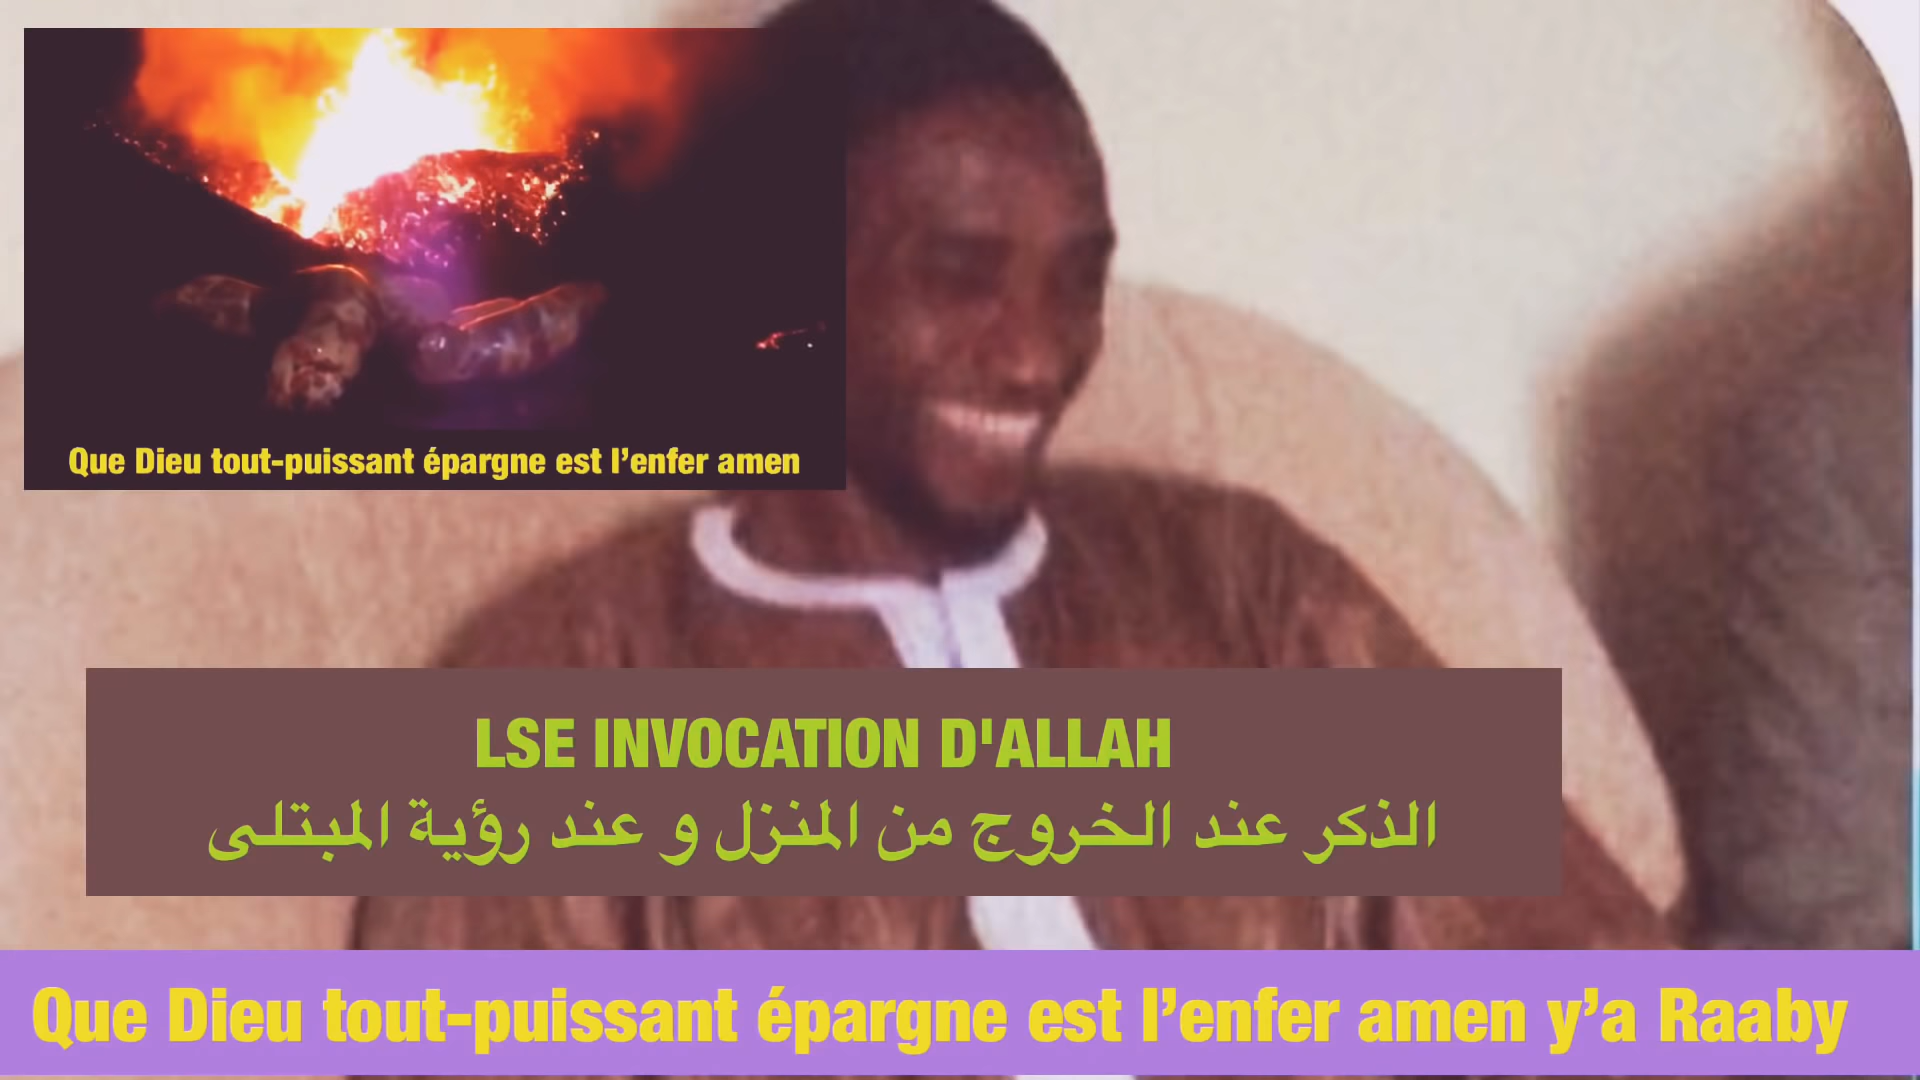 Que Dieu tout-puissant épargne est l’enfer amen
LSE INVOCATION D'ALLAH
الذكر عند الخروج من المنزل و عند رؤية المبتلى
Que Dieu tout-puissant épargne est l’enfer amen y’a Raaby